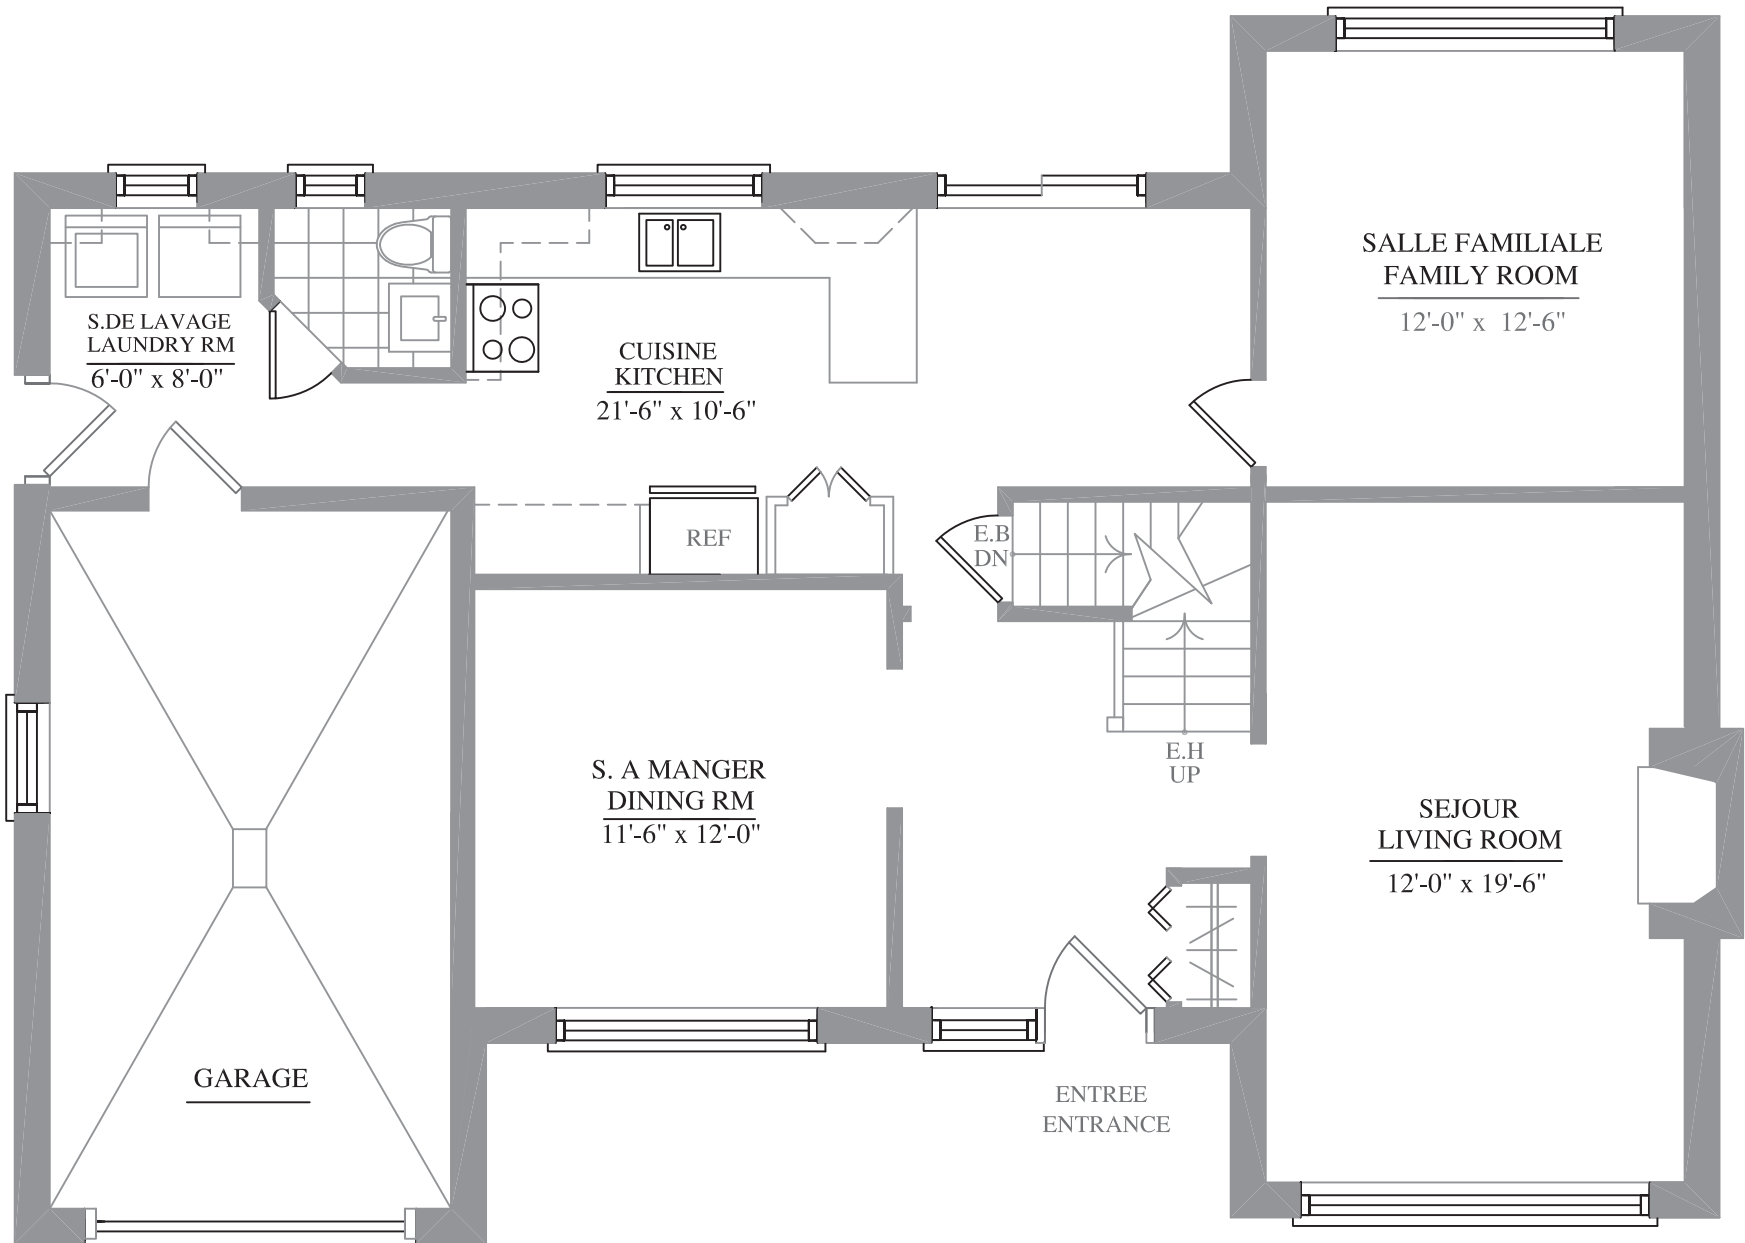 SALLE FAMILIALE
FAMILY ROOM
12'-0" x 12'-6"
S.DE LAVAGE
LAUNDRY RM
6'-0" x 8'-0"
CUISINE
KITCHEN
21'-6" x 10'-6"
REF
E.B
DN
E.H
UP
S. A MANGER
DINING RM
11'-6" x 12'-0"
SEJOUR
LIVING ROOM
12'-0" x 19'-6"
GARAGE
ENTREE
ENTRANCE